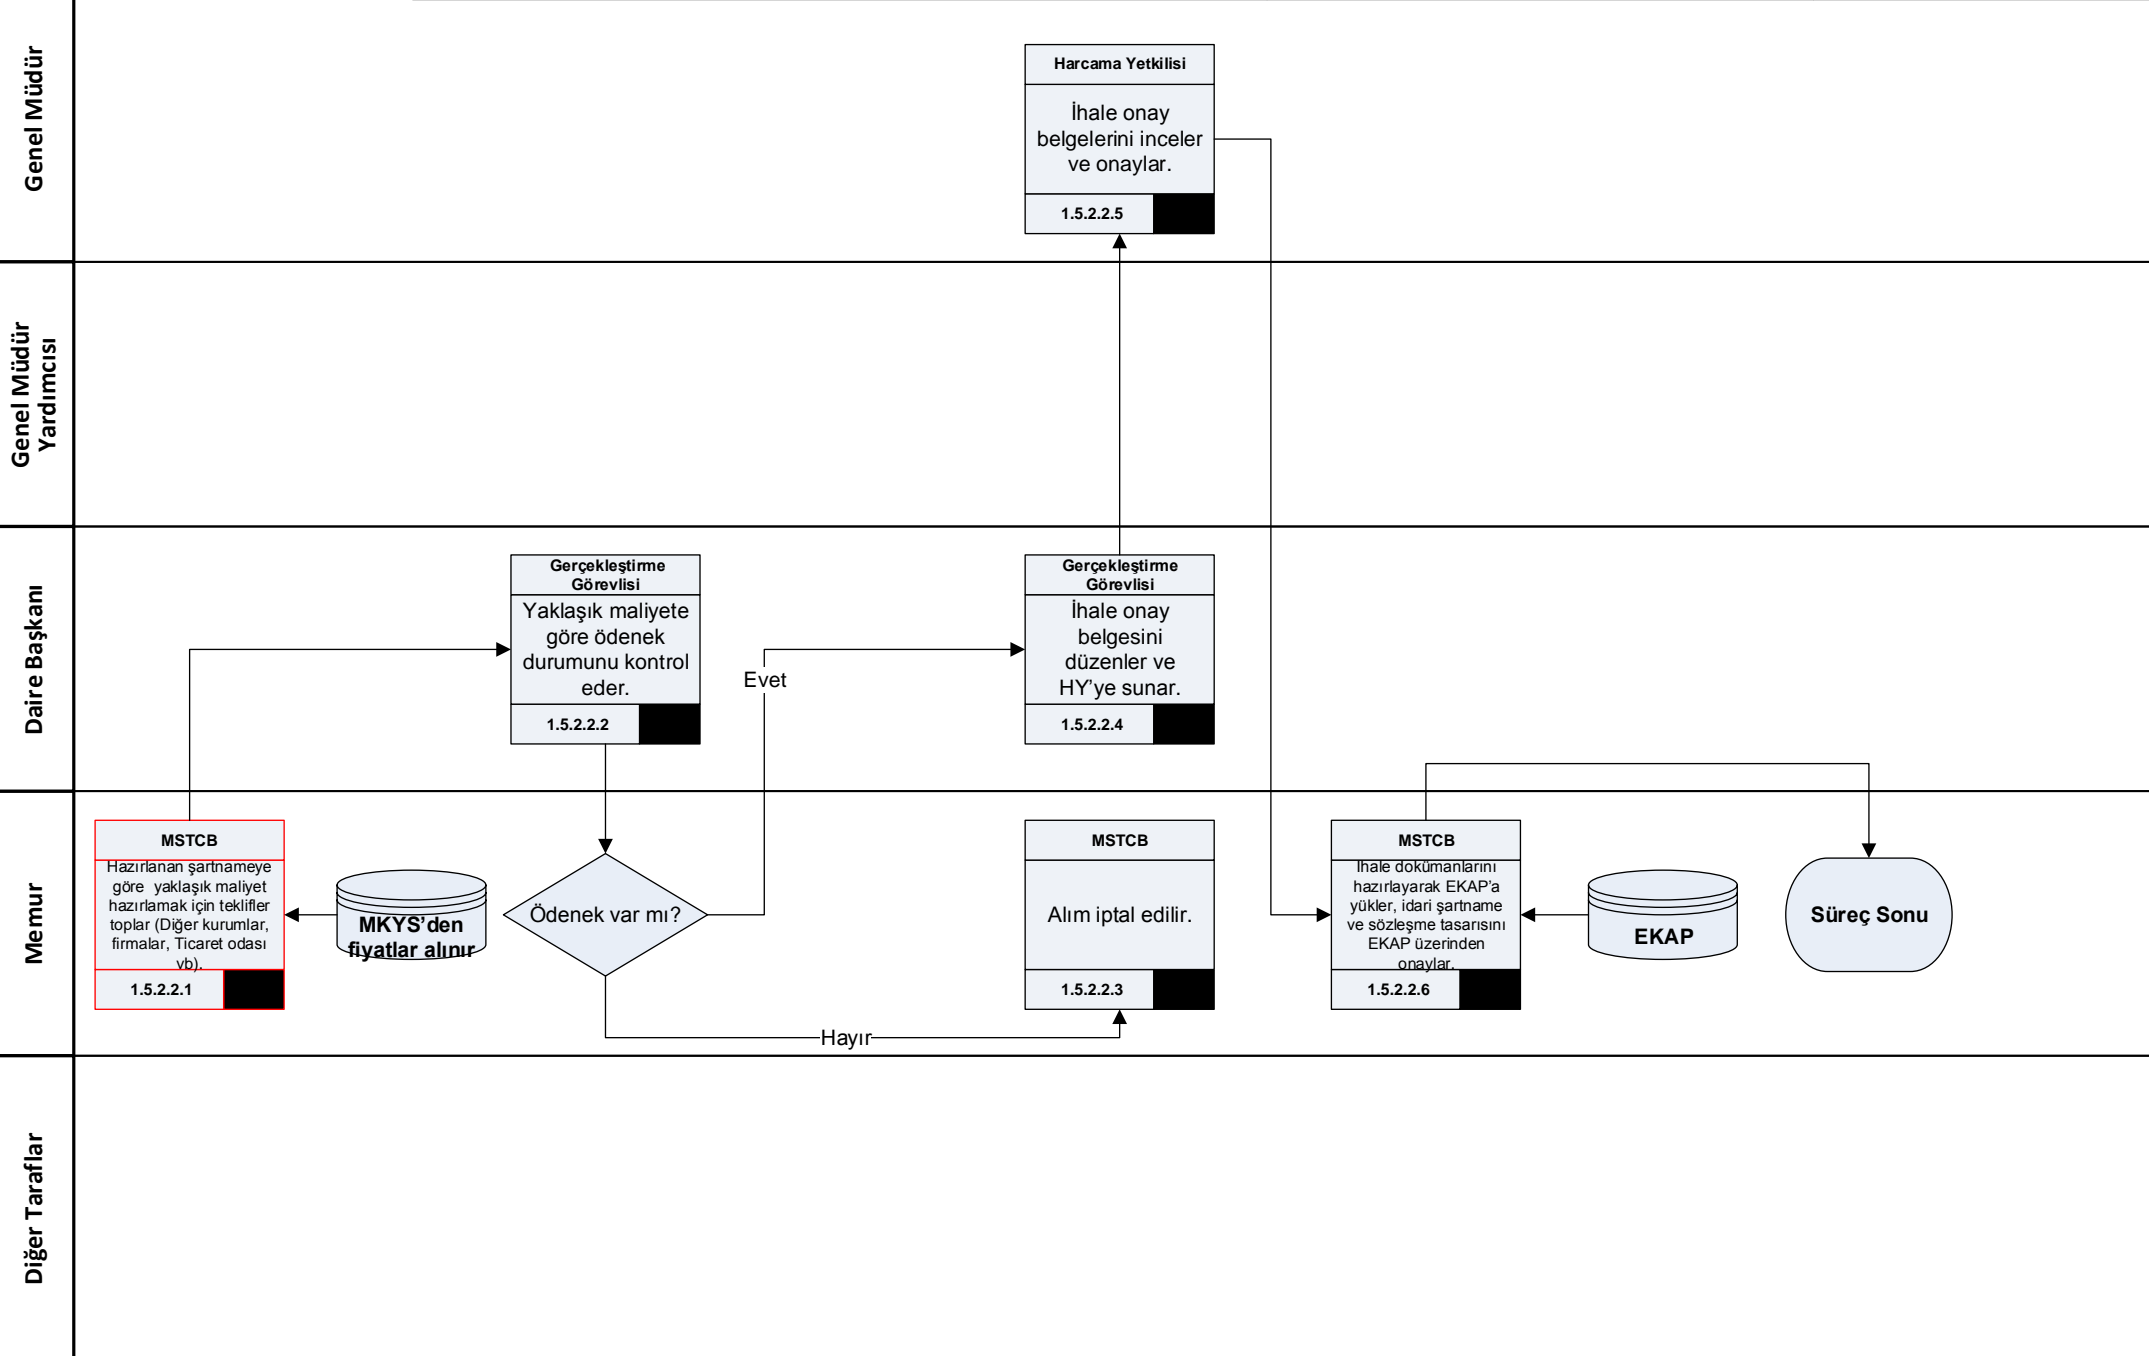 Genel Müdür
Harcama Yetkilisi
İhale onay
belgelerini inceler
ve onaylar.
1.5.2.2.5
Genel Müdür
Yardımcısı
Daire Başkanı
Gerçekleştirme
Görevlisi
Yaklaşık maliyete
göre ödenek
durumunu kontrol
eder.
1.5.2.2.2
Evet
Gerçekleştirme
Görevlisi
İhale onay
belgesini
düzenler ve
HY’ye sunar.
1.5.2.2.4
Memur
MSTCB
Hazırlanan şartnameye
göre  yaklaşık maliyet
hazırlamak için teklifler
toplar (Diğer kurumlar,
firmalar, Ticaret odası
vb).
1.5.2.2.1
MKYS’den
fiyatlar alınır
Ödenek var mı?
Hayır
MSTCB
Alım iptal edilir.
1.5.2.2.3
MSTCB
İhale dokümanlarını
hazırlayarak EKAP’a
yükler, idari şartname
ve sözleşme tasarısını
EKAP üzerinden
onaylar.
1.5.2.2.6
EKAP
Süreç Sonu
Diğer Taraflar